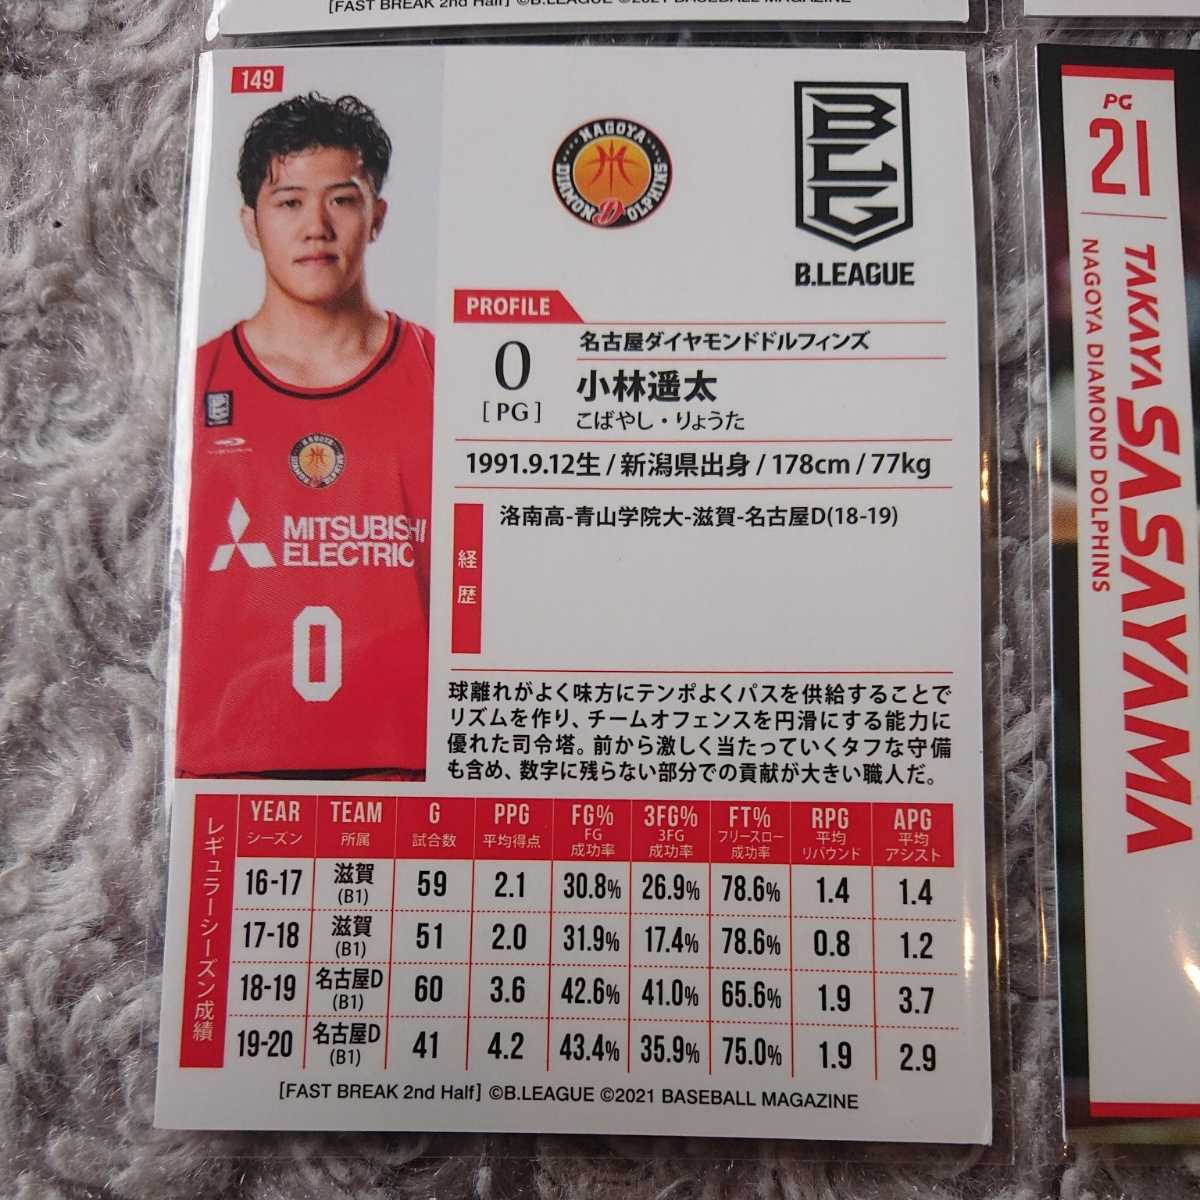 [FAST BREAK 2nd Half] ©B.LEAGUE ©2021 BASEBALL MAGAZINE
149
NAGOYA
DIAMOND DOLPHINS
BLG
B.LEAGUE
PROFILE
0
[PG]
名古屋ダイヤモンドドルフィンズ
小林遥太
こばやし・りょうた
1991.9.12生 / 新潟県出身 / 178cm / 77kg
経歴
洛南高-青山学院大-滋賀-名古屋D(18-19)
MITSUBISHI
ELECTRIC
0
球離れがよく味方にテンポよくパスを供給することで
リズムを作り、チームオフェンスを円滑にする能力に
優れた司令塔。前から激しく当たっていくタフな守備
も含め、数字に残らない部分での貢献が大きい職人だ。
レギュラーシーズン成績
YEAR TEAM G PPG FG% 3FG% FT% RPG APG
シーズン 所属 試合数 平均得点 FG成功率 3FG成功率 フリースロー成功率 平均リバウンド 平均アシスト
16-17 滋賀(B1) 59 2.1 30.8% 26.9% 78.6% 1.4 1.4
17-18 滋賀(B1) 51 2.0 31.9% 17.4% 78.6% 0.8 1.2
18-19 名古屋D(B1) 60 3.6 42.6% 41.0% 65.6% 1.9 3.7
19-20 名古屋D(B1) 41 4.2 43.4% 35.9% 75.0% 1.9 2.9
[FAST BREAK 2nd Half] ©B.LEAGUE ©2021 BASEBALL MAGAZINE
PG
21
TAKAYA SASAYAMA
NAGOYA DIAMOND DOLPHINS